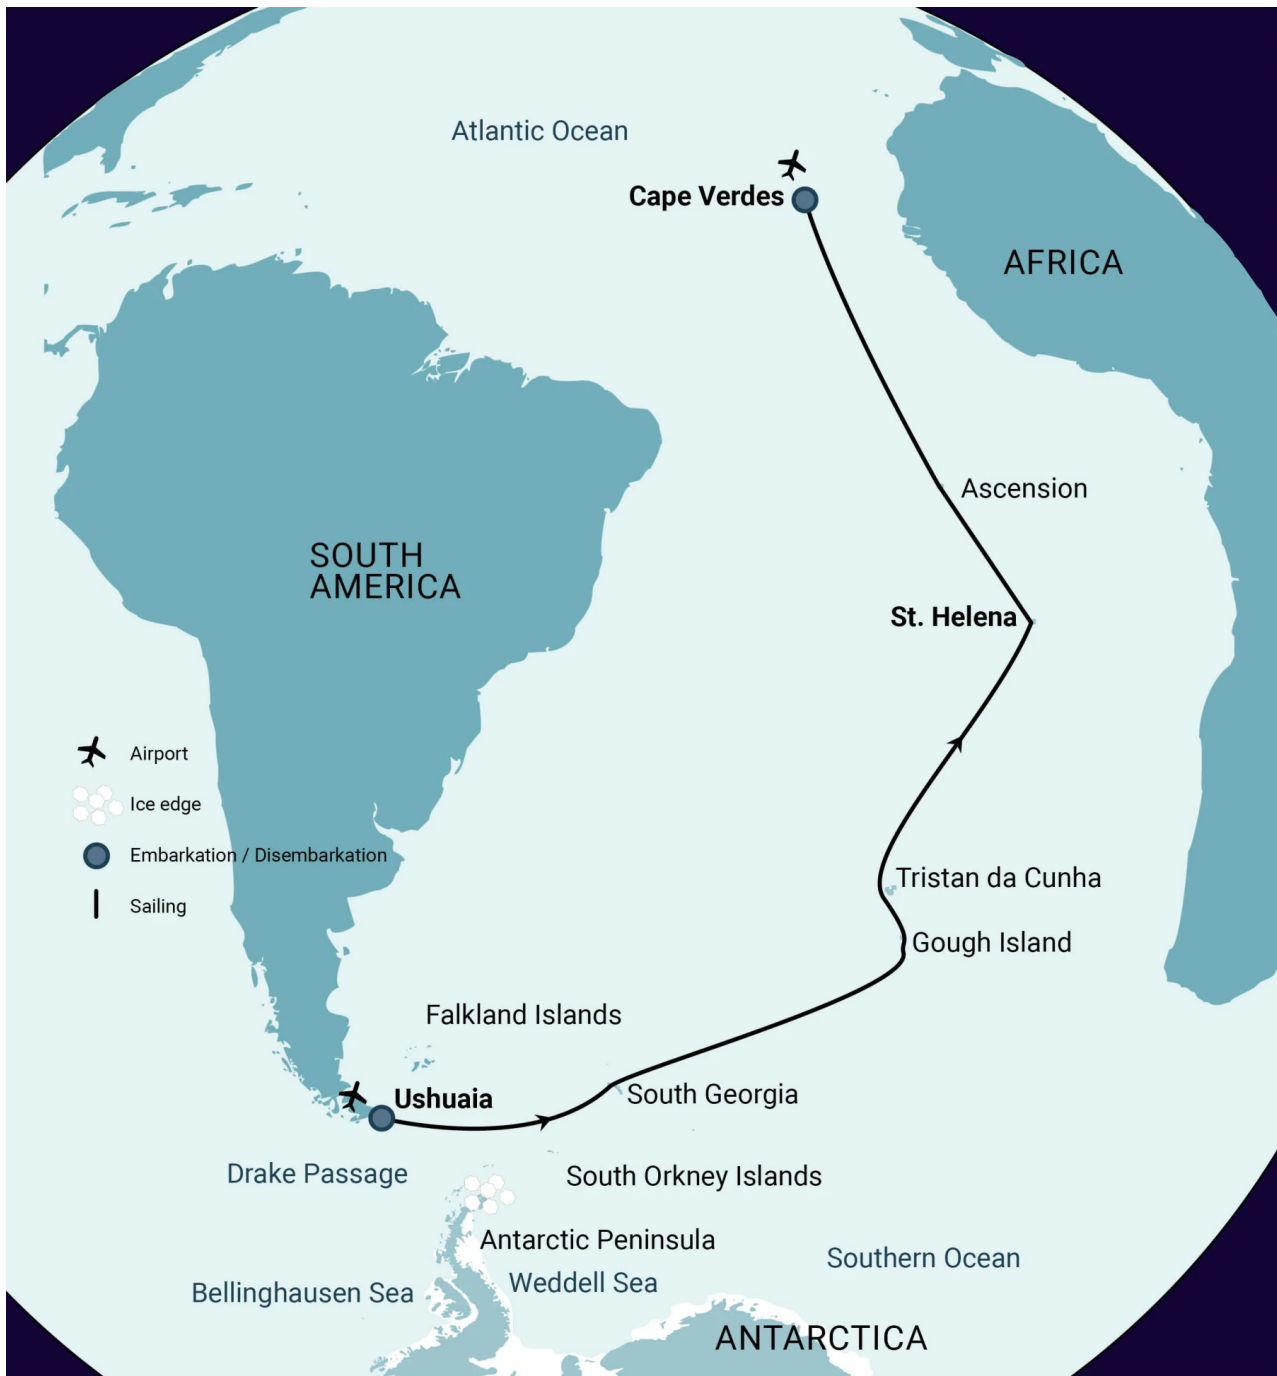 Atlantic Ocean
Cape Verdes
AFRICA
Ascension
SOUTH
AMERICA
St. Helena
Airport
Ice edge
Embarkation / Disembarkation
Sailing
Tristan da Cunha
Gough Island
Falkland Islands
Ushuaia
South Georgia
Drake Passage
South Orkney Islands
Antarctic Peninsula
Southern Ocean
Weddell Sea
Bellinghausen Sea
ANTARCTICA